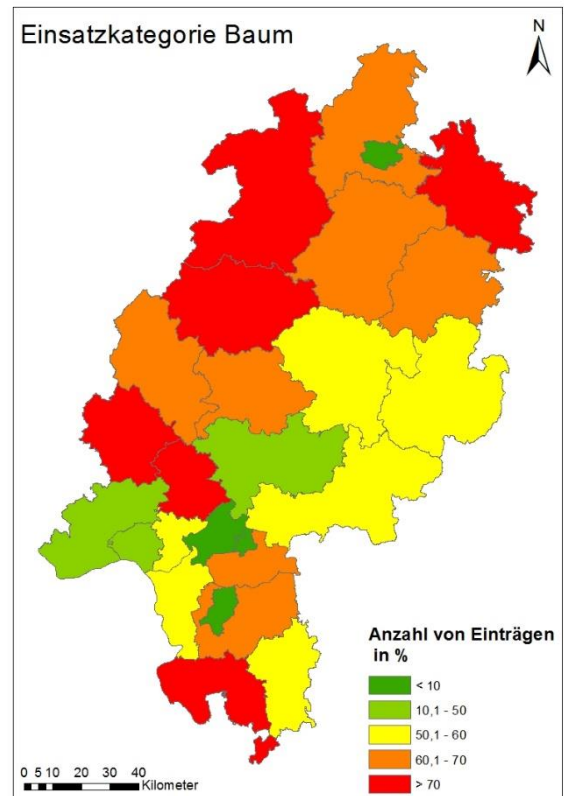 Einsatzkategorie Baum
N
Anzahl von Einträgen
in %
< 10
10,1 - 50
50,1 - 60
60,1 - 70
> 70
0 5 10 20 30 40
Kilometer